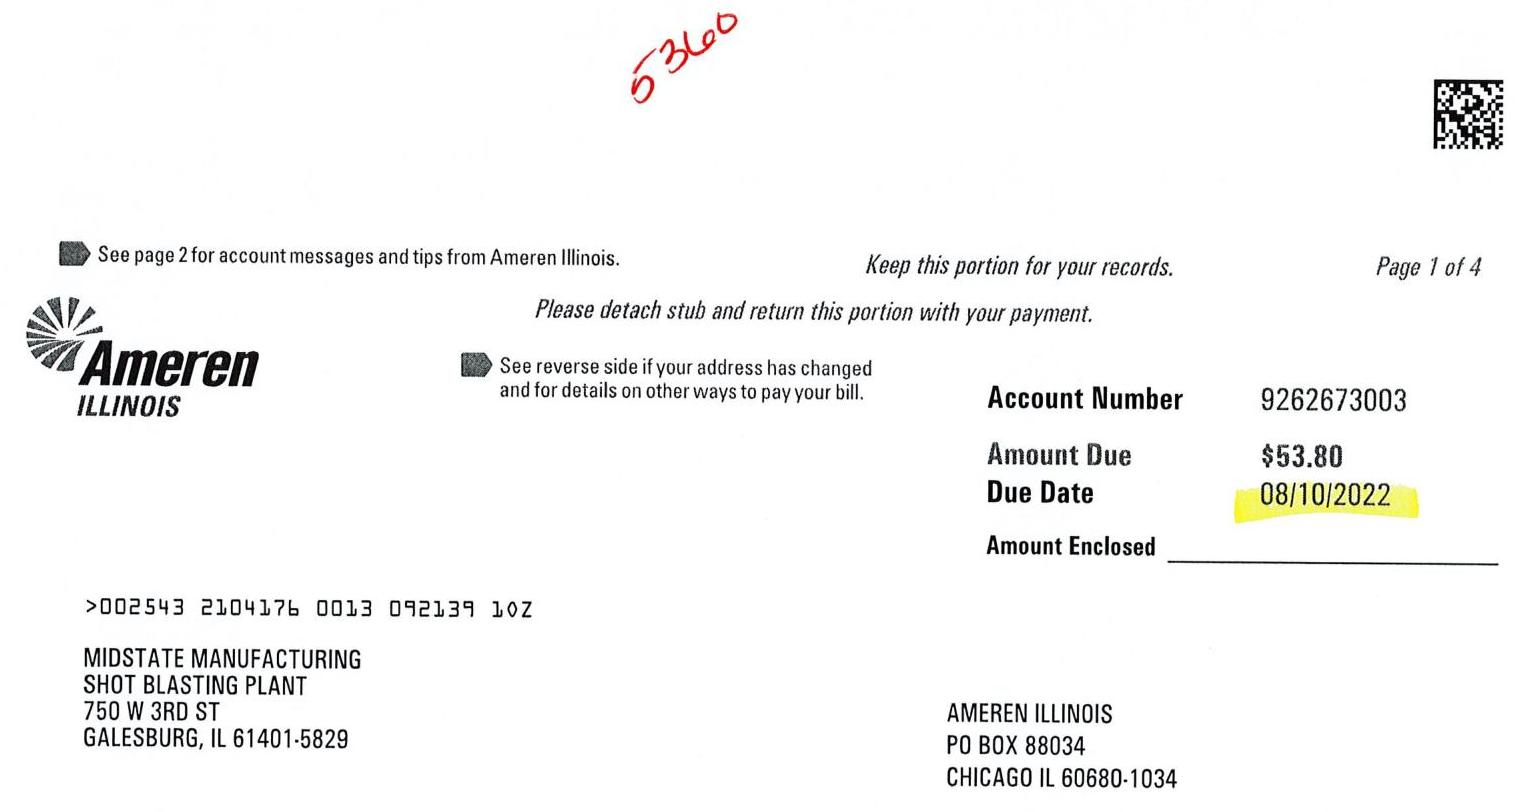 5360
See page 2 for account messages and tips from Ameren Illinois.
Keep this portion for your records.
Page 1 of 4
Please detach stub and return this portion with your payment.
Ameren
ILLINOIS
See reverse side if your address has changed
and for details on other ways to pay your bill.
Account Number 9262673003
Amount Due $53.80
Due Date 08/10/2022
Amount Enclosed
>002543 2104176 0013 092139 10Z
MIDSTATE MANUFACTURING
SHOT BLASTING PLANT
750 W 3RD ST
GALESBURG, IL 61401-5829
AMEREN ILLINOIS
PO BOX 88034
CHICAGO IL 60680-1034